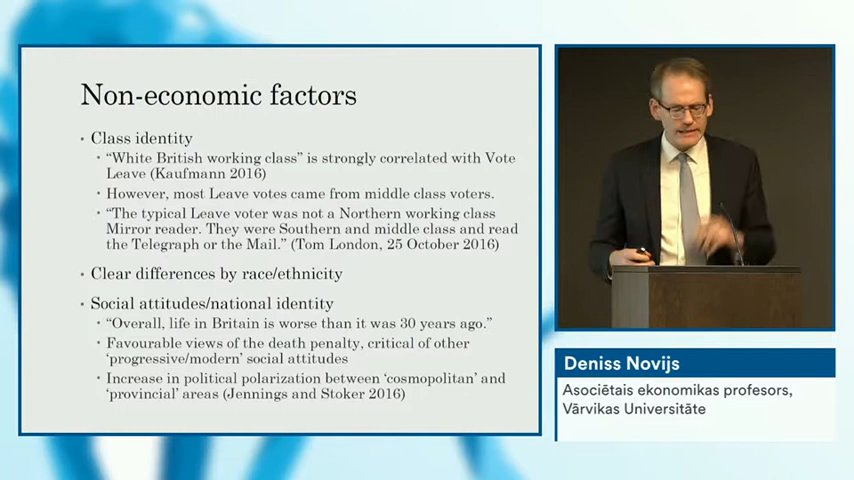 Non-economic factors
• Class identity
• “White British working class” is strongly correlated with Vote
Leave (Kaufmann 2016)
• However, most Leave votes came from middle class voters.
• “The typical Leave voter was not a Northern working class
Mirror reader. They were Southern and middle class and read
the Telegraph or the Mail.” (Tom London, 25 October 2016)
• Clear differences by race/ethnicity
• Social attitudes/national identity
• “Overall, life in Britain is worse than it was 30 years ago.”
• Favourable views of the death penalty, critical of other
‘progressive/modern’ social attitudes
• Increase in political polarization between ‘cosmopolitan’ and
‘provincial’ areas (Jennings and Stoker 2016)
Deniss Novijs
Asociētais ekonomikas profesors,
Vārvikas Universitāte